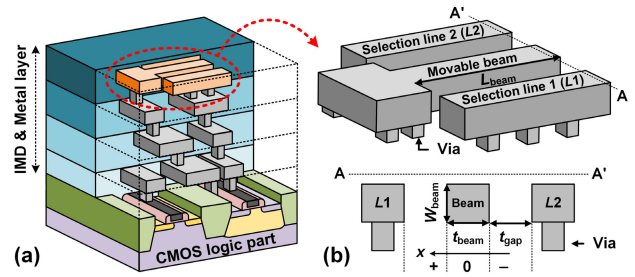 IMD & Metal layer
CMOS logic part
(a)
A'
Selection line 2 (L2)
Movable beam
Lbeam
Selection line 1 (L1)
A
Via
(b)
A
A'
L1
Wbeam
Beam
L2
tbeam
tgap
Via
x
+ 0 −